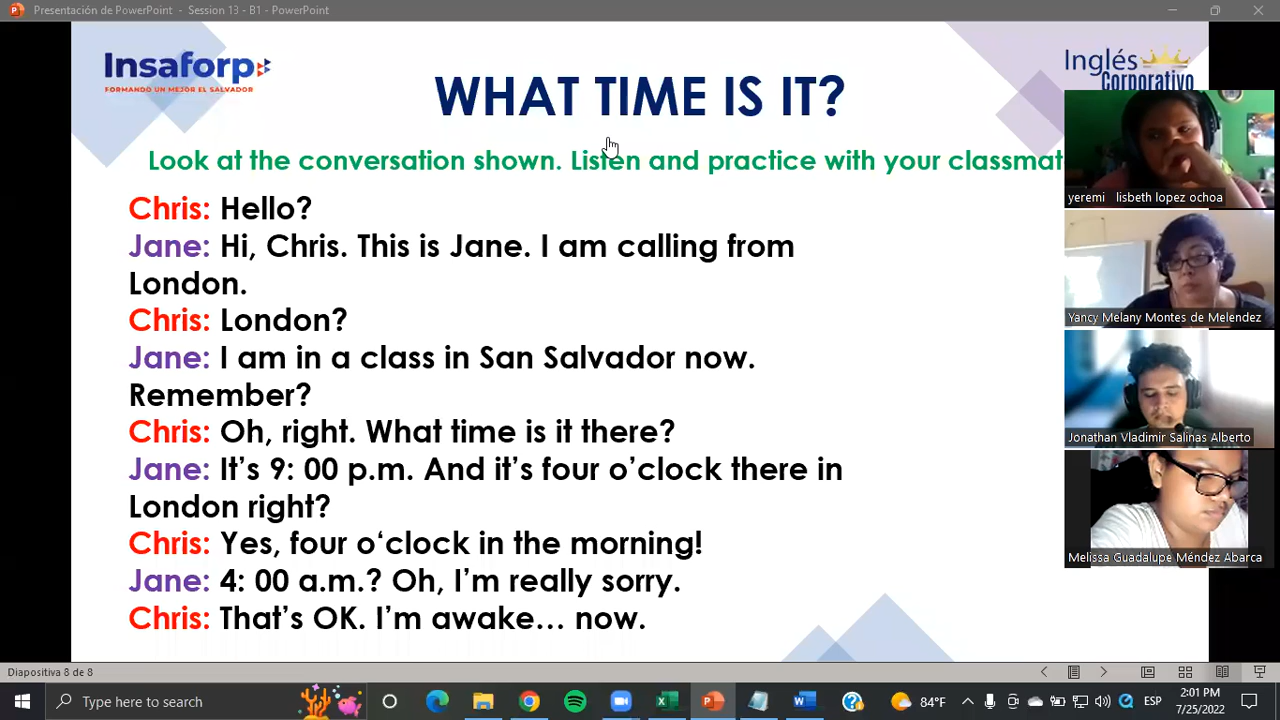 Presentación de PowerPoint - Session 13 - B1 - PowerPoint
Insaforp
FORMANDO UN MEJOR EL SALVADOR
Inglés
Corporativo
WHAT TIME IS IT?
Look at the conversation shown. Listen and practice with your classmat
Chris: Hello?
Jane: Hi, Chris. This is Jane. I am calling from
London.
Chris: London?
Jane: I am in a class in San Salvador now.
Remember?
Chris: Oh, right. What time is it there?
Jane: It’s 9: 00 p.m. And it’s four o’clock there in
London right?
Chris: Yes, four o‘clock in the morning!
Jane: 4: 00 a.m.? Oh, I’m really sorry.
Chris: That’s OK. I’m awake… now.
yeremi lisbeth lopez ochoa
Yancy Melany Montes de Melendez
Jonathan Vladimir Salinas Alberto
Melissa Guadalupe Méndez Abarca
Diapositiva 8 de 8
Type here to search
84°F
ESP
2:01 PM
7/25/2022